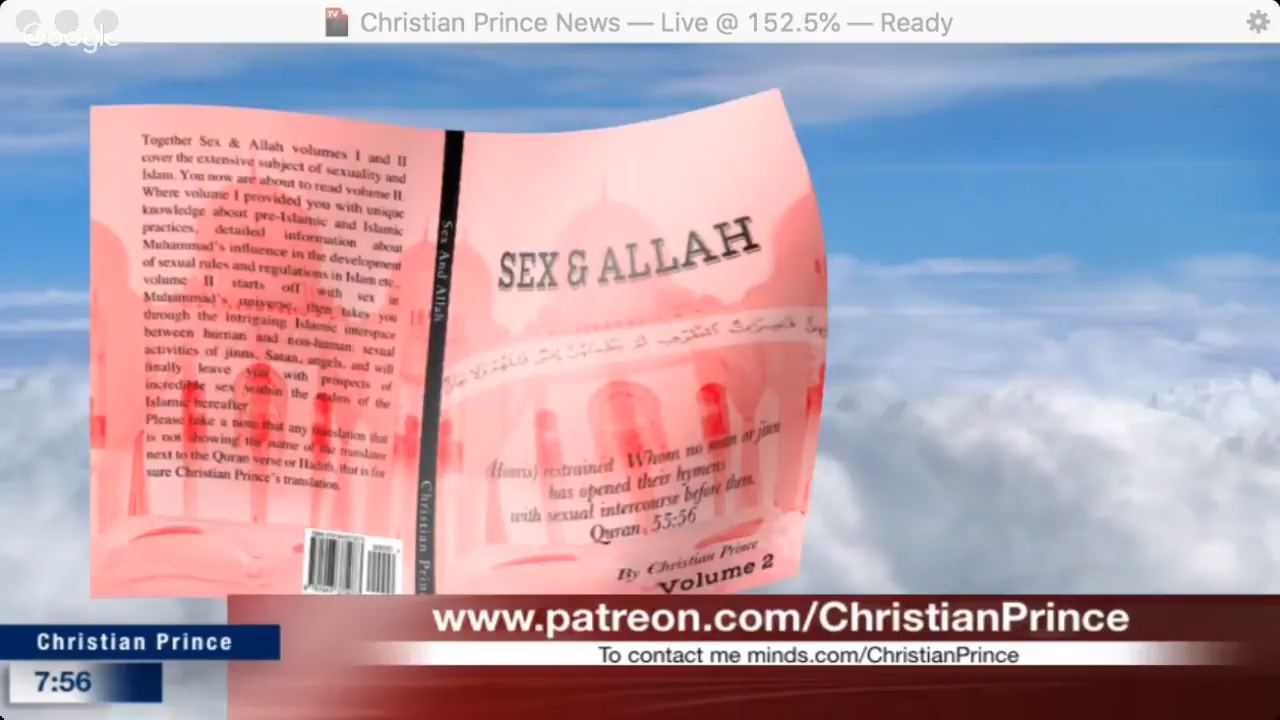 Google
Christian Prince News — Live @ 152.5% — Ready
Together Sex & Allah volumes I and II
cover the extensive subject of sexuality and
Islam. You now are about to read volume II.
Where volume I provided you with unique
knowledge about pre-Islamic and Islamic
practices, detailed information about
Muhammad's influence in the development
of sexual rules and regulations in Islam etc.,
volume II starts off with sex in
Muhammad's universe, then takes you
through the intriguing Islamic interspace
between human and non-human: sexual
activities of jinns, Satan, angels, and will
finally leave you with prospects of
incredible sex within the realms of the
Islamic hereafter
Please take a note that any translation that
is not showing the name of the translator
next to the Quran verse or Hadith, that is for
sure Christian Prince's translation.
Sex And Allah
Christian Prin
SEX & ALLAH
(Houris) restrained Whom no man or jinn
has opened their hymens
with sexual intercourse before them.
Quran, 55:56
By Christian Prince
Volume 2
www.patreon.com/ChristianPrince
Christian Prince
To contact me minds.com/ChristianPrince
7:56